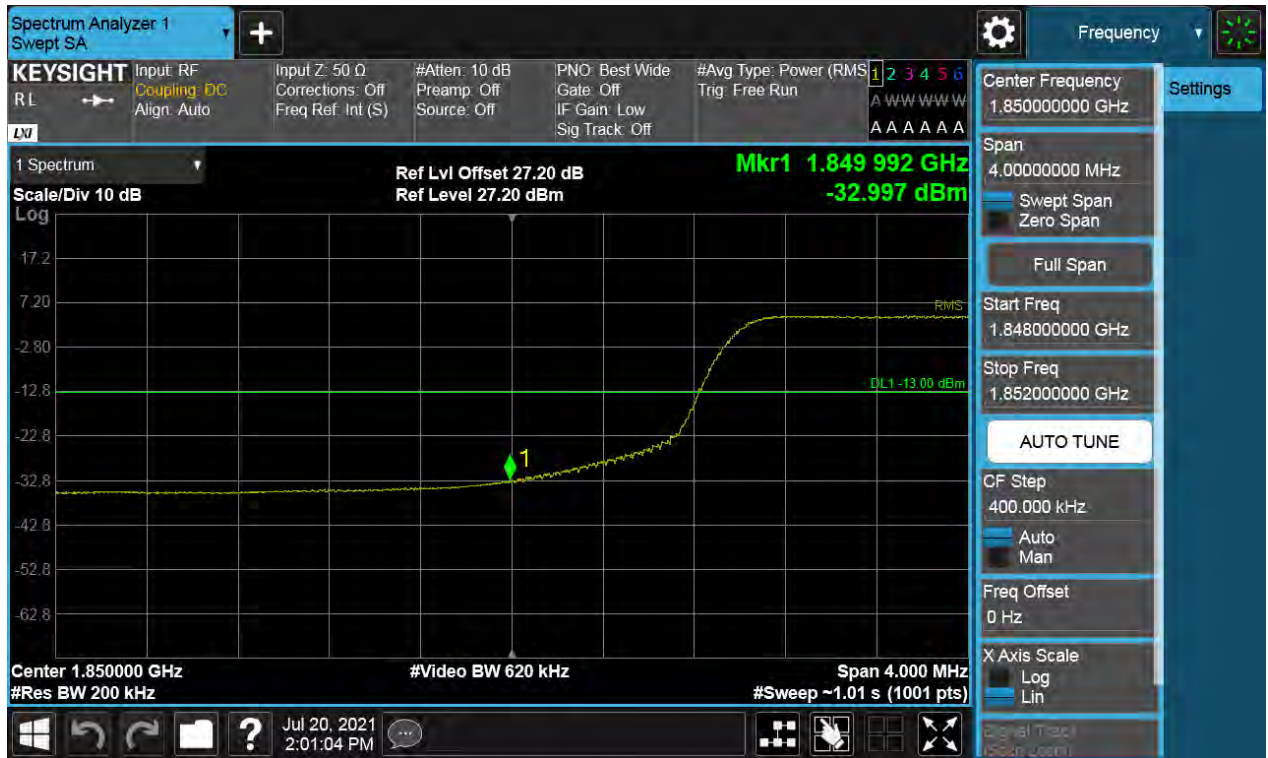 Spectrum Analyzer 1
Swept SA
Frequency
KEYSIGHT
RL
LXI
Input: RF
Coupling: DC
Align: Auto
Input Z: 50 Ω
Corrections: Off
Freq Ref: Int (S)
#Atten: 10 dB
Preamp: Off
Source: Off
PNO: Best Wide
Gate: Off
IF Gain: Low
Sig Track: Off
#Avg Type: Power (RMS
Trig: Free Run
1 2 3 4 5 6
A W W W W W
A A A A A A
1 Spectrum
Scale/Div 10 dB
Ref Lvl Offset 27.20 dB
Ref Level 27.20 dBm
Mkr1 1.849 992 GHz
-32.997 dBm
Log
17.2
7.20
-2.80
-12.8
-22.8
-32.8
-42.8
-52.8
-62.8
RMS
DL1 -13.00 dBm
1
Center 1.850000 GHz
#Video BW 620 kHz
Span 4.000 MHz
#Res BW 200 kHz
#Sweep ~1.01 s (1001 pts)
Jul 20, 2021
2:01:04 PM
Center Frequency
1.850000000 GHz
Settings
Span
4.00000000 MHz
Swept Span
Zero Span
Full Span
Start Freq
1.848000000 GHz
Stop Freq
1.852000000 GHz
AUTO TUNE
CF Step
400.000 kHz
Auto
Man
Freq Offset
0 Hz
X Axis Scale
Log
Lin
Signal Track
(Span Zoom)